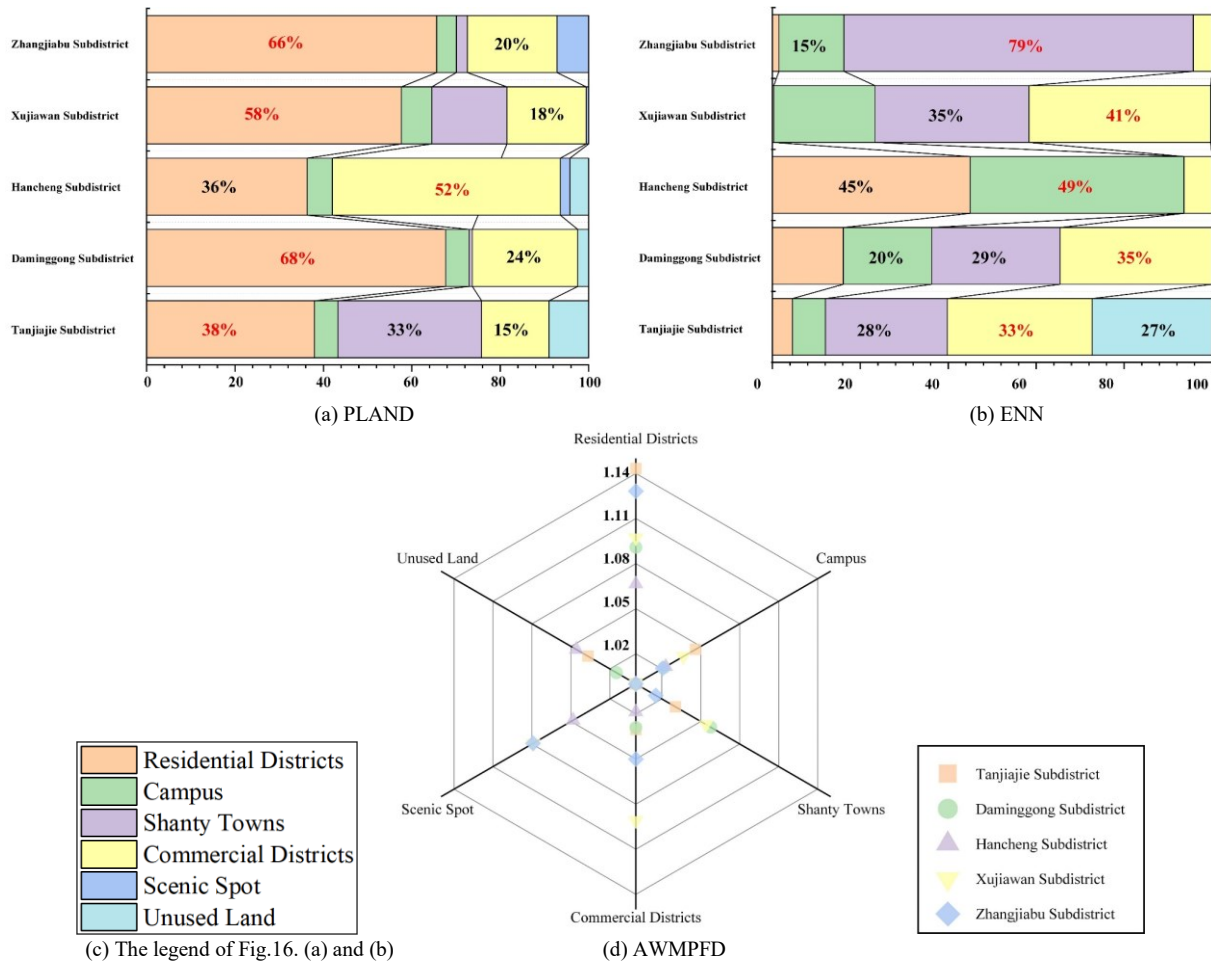 Zhangjiabu Subdistrict
66%
20%
Xujiawan Subdistrict
58%
18%
Hancheng Subdistrict
36%
52%
Daminggong Subdistrict
68%
24%
Tanjiajie Subdistrict
38%
33%
15%
0 20 40 60 80 100
(a) PLAND
Zhangjiabu Subdistrict
15%
79%
Xujiawan Subdistrict
35%
41%
Hancheng Subdistrict
45%
49%
Daminggong Subdistrict
20%
29%
35%
Tanjiajie Subdistrict
28%
33%
27%
0 20 40 60 80 100
(b) ENN
Residential Districts
1.14
1.11
1.08
1.05
1.02
Unused Land
Campus
Scenic Spot
Shanty Towns
Commercial Districts
Residential Districts
Campus
Shanty Towns
Commercial Districts
Scenic Spot
Unused Land
Tanjiajie Subdistrict
Daminggong Subdistrict
Hancheng Subdistrict
Xujiawan Subdistrict
Zhangjiabu Subdistrict
(c) The legend of Fig.16. (a) and (b)
(d) AWMPFD